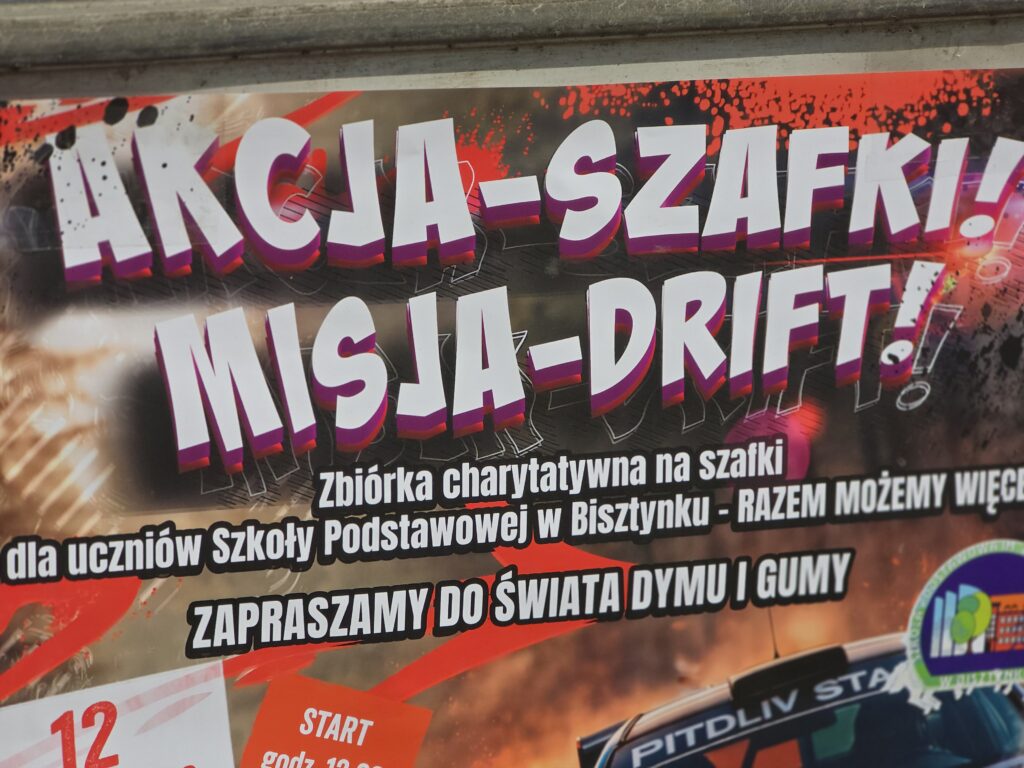 AKCJA-SZAFKI!
MISJA-DRIFT!
Zbiórka charytatywna na szafki
dla uczniów Szkoły Podstawowej w Bisztynku - RAZEM MOŻEMY
ZAPRASZAMY DO ŚWIATA DYMU I GUMY
12
START
godz.
PITDLIV STA